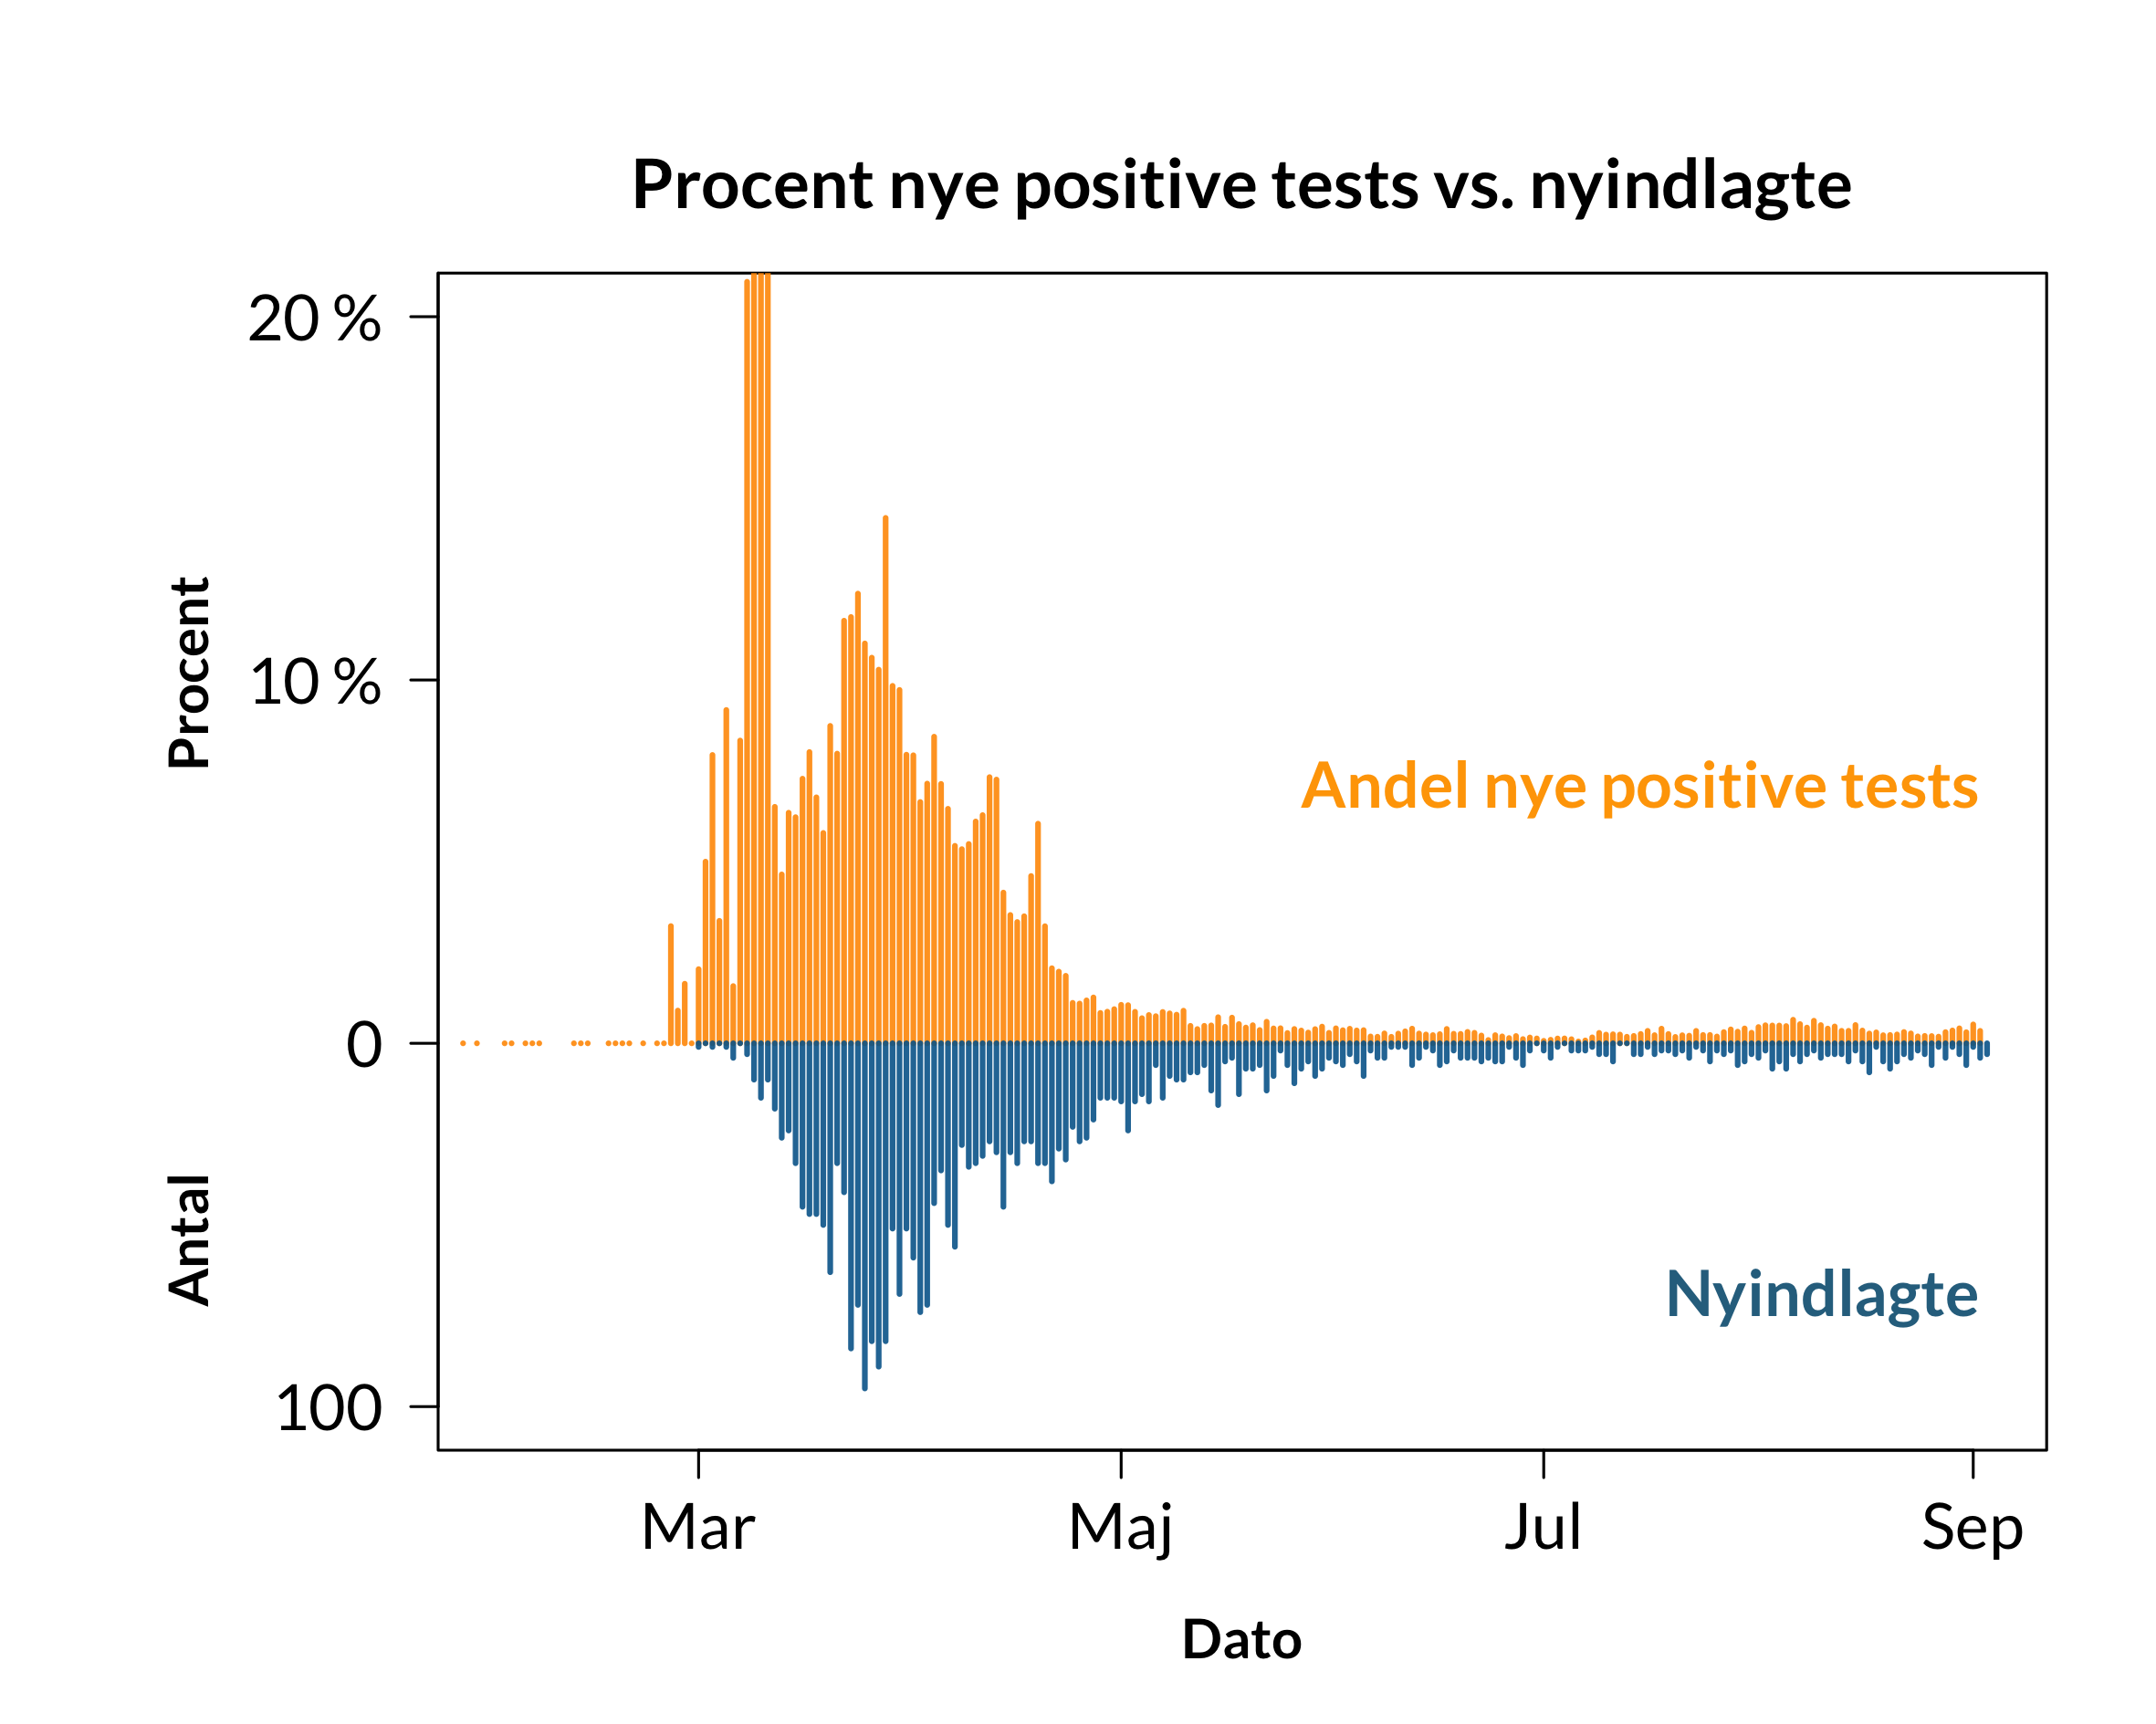 Procent nye positive tests vs. nyindlagte
20 %
10 %
0
100
Procent
Antal
Andel nye positive tests
Nyindlagte
Mar
Maj
Jul
Sep
Dato